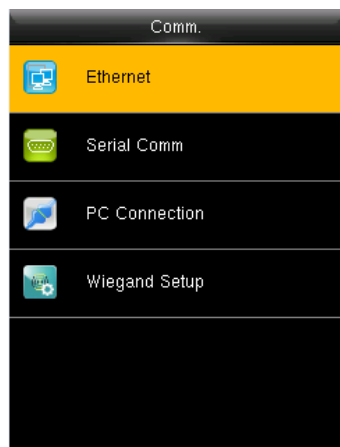 Comm.
Ethernet
Serial Comm
PC Connection
Wiegand Setup